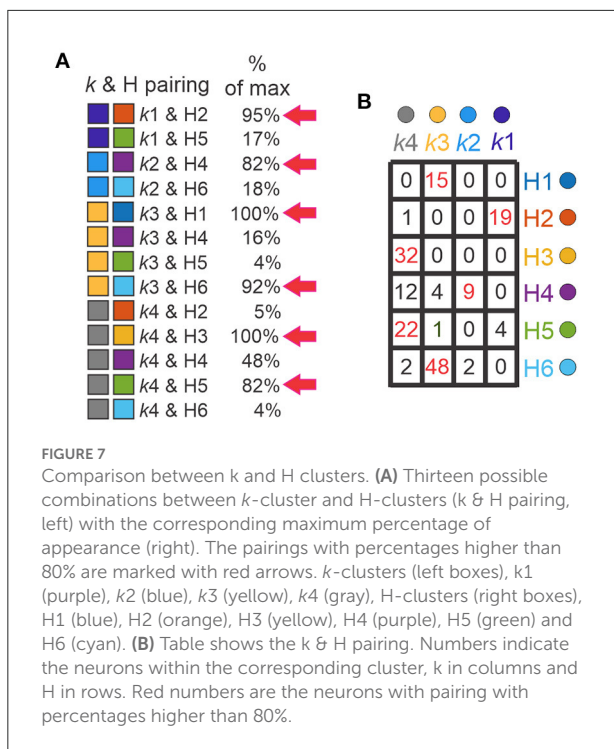 A
k & H pairing
%
of max
k1 & H2 95%
k1 & H5 17%
k2 & H4 82%
k2 & H6 18%
k3 & H1 100%
k3 & H4 16%
k3 & H5 4%
k3 & H6 92%
k4 & H2 5%
k4 & H3 100%
k4 & H4 48%
k4 & H5 82%
k4 & H6 4%
B
k4 k3 k2 k1
0 15 0 0 H1
1 0 0 19 H2
32 0 0 0 H3
12 4 9 0 H4
22 1 0 4 H5
2 48 2 0 H6
FIGURE 7
Comparison between k and H clusters. (A) Thirteen possible
combinations between k-cluster and H-clusters (k & H pairing,
left) with the corresponding maximum percentage of
appearance (right). The pairings with percentages higher than
80% are marked with red arrows. k-clusters (left boxes), k1
(purple), k2 (blue), k3 (yellow), k4 (gray), H-clusters (right boxes),
H1 (blue), H2 (orange), H3 (yellow), H4 (purple), H5 (green) and
H6 (cyan). (B) Table shows the k & H pairing. Numbers indicate
the neurons within the corresponding cluster, k in columns and
H in rows. Red numbers are the neurons with pairing with
percentages higher than 80%.